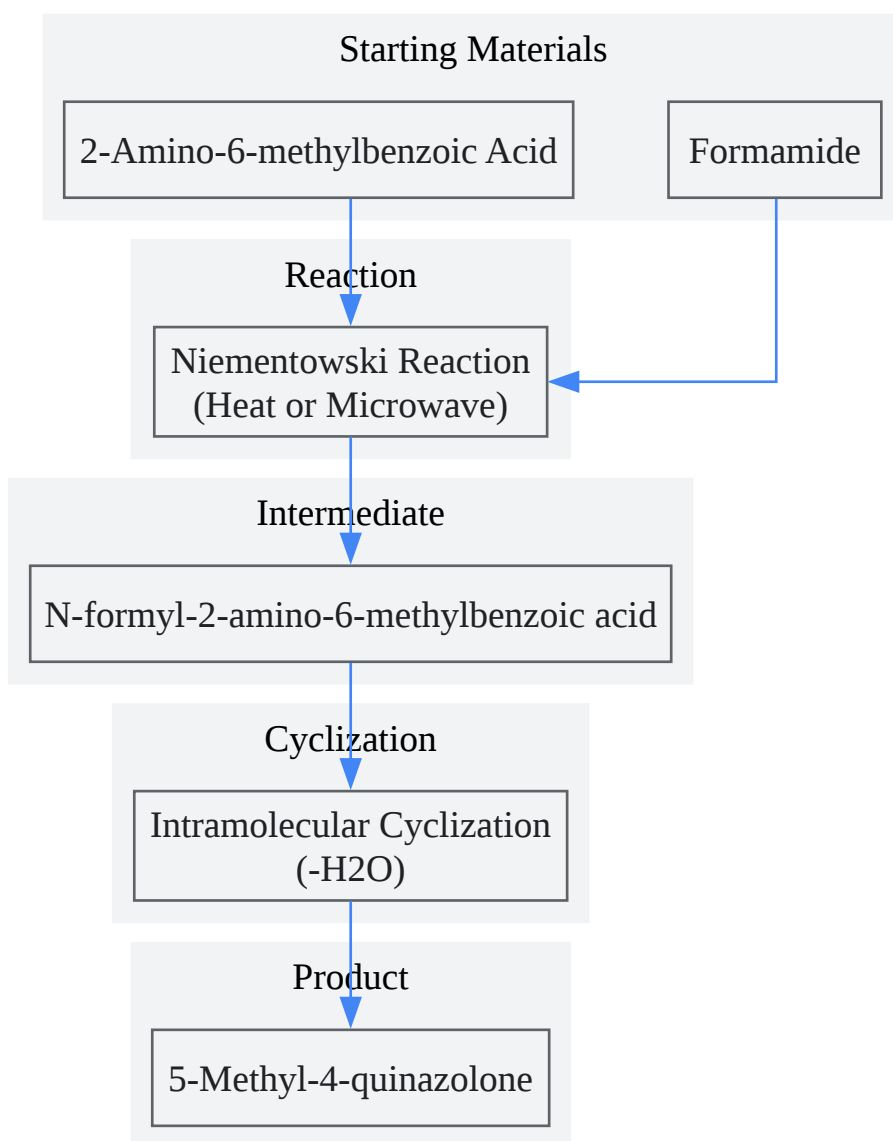 Starting Materials
2-Amino-6-methylbenzoic Acid
Formamide
Reaction
Niementowski Reaction
(Heat or Microwave)
Intermediate
N-formyl-2-amino-6-methylbenzoic acid
Cyclization
Intramolecular Cyclization
(-H2O)
Product
5-Methyl-4-quinazolone